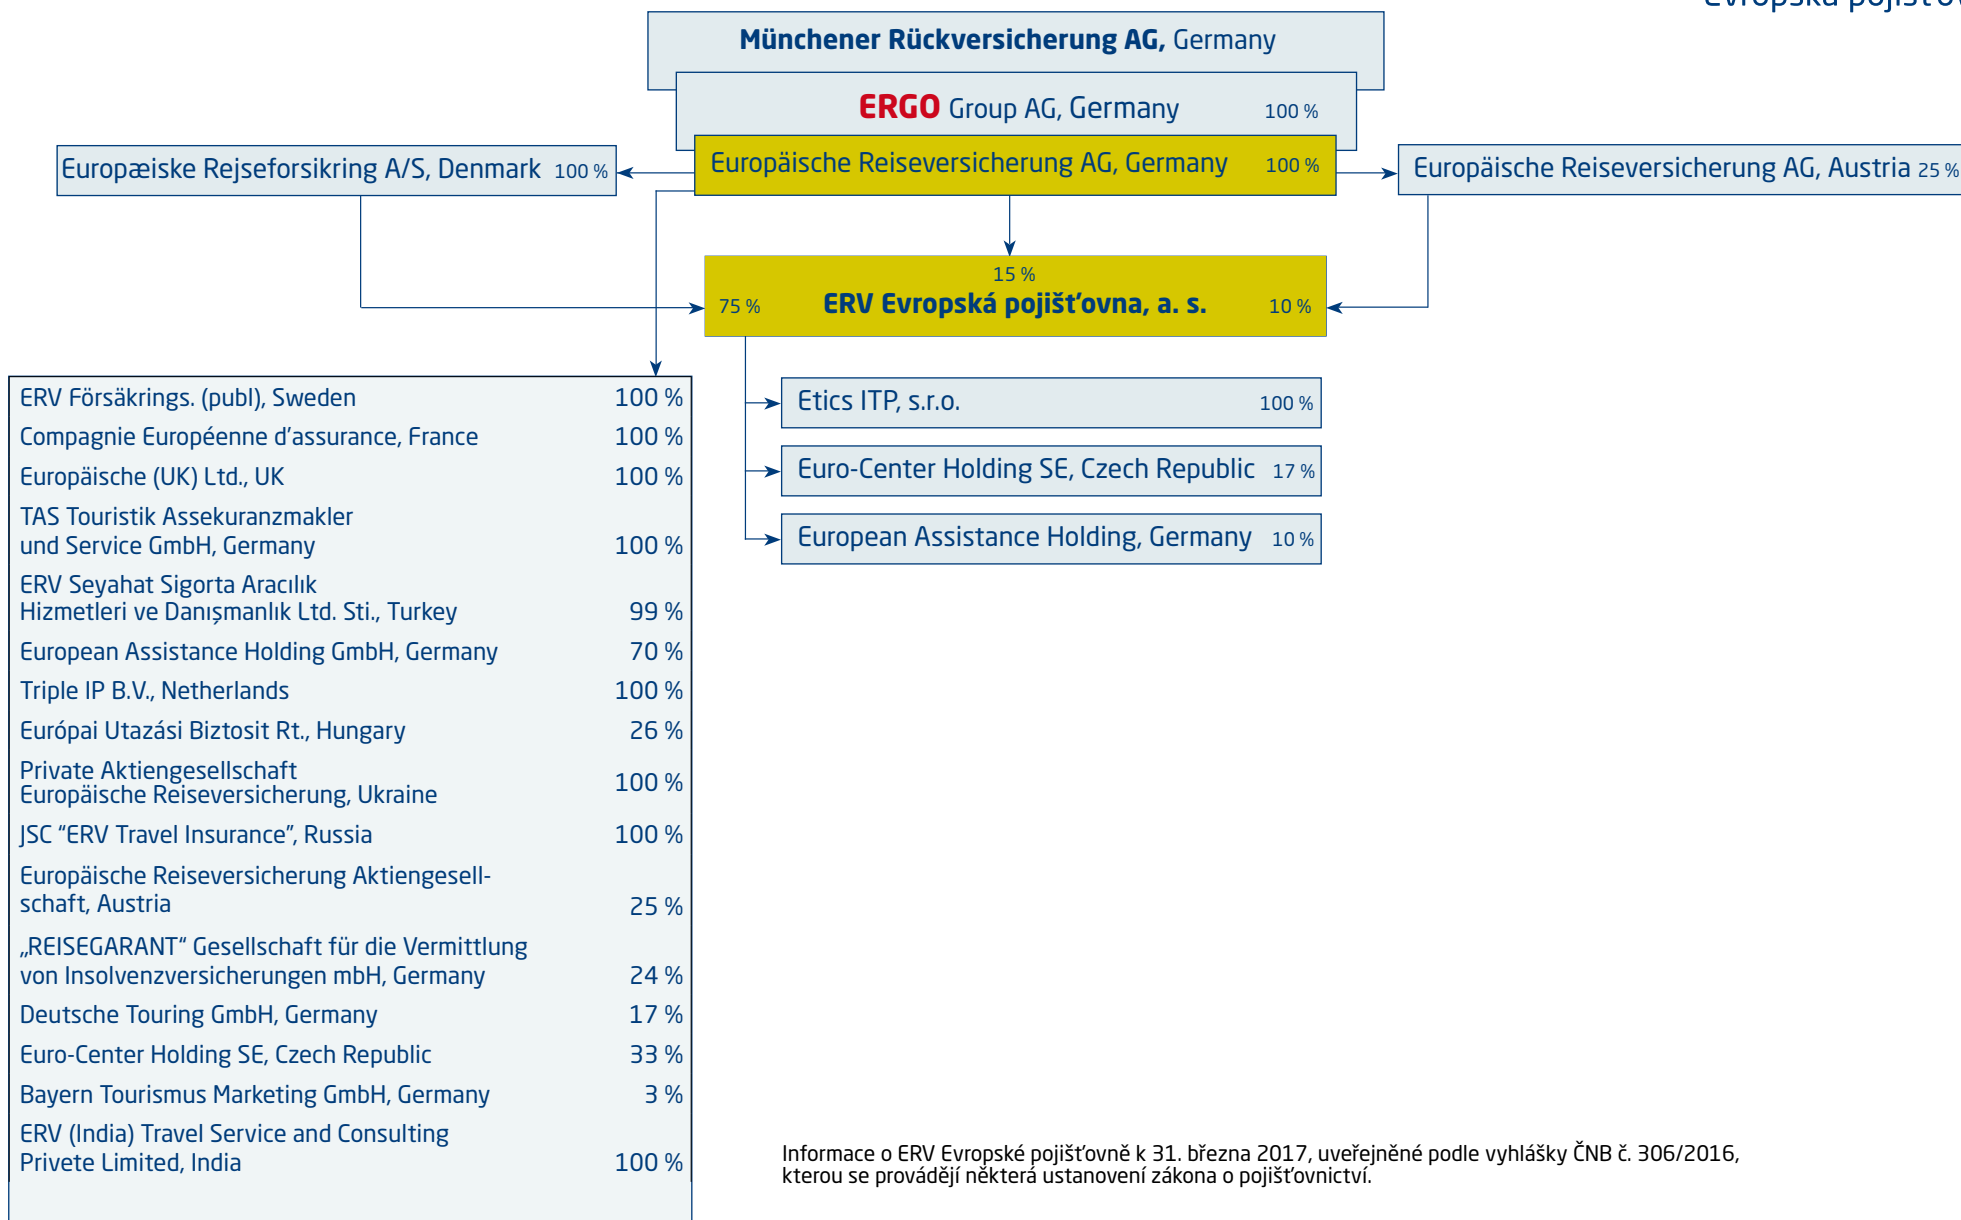 Evropská pojišťov
Münchener Rückversicherung AG, Germany
ERGO Group AG, Germany 100 %
Europæiske Rejseforsikring A/S, Denmark 100 %
Europäische Reiseversicherung AG, Germany 100 %
Europäische Reiseversicherung AG, Austria 25 %
15 %
75 % ERV Evropská pojišťovna, a. s. 10 %
ERV Försäkrings. (publ), Sweden 100 %
Compagnie Européenne d'assurance, France 100 %
Europäische (UK) Ltd., UK 100 %
TAS Touristik Assekuranzmakler
und Service GmbH, Germany 100 %
ERV Seyahat Sigorta Aracılık
Hizmetleri ve Danışmanlık Ltd. Sti., Turkey 99 %
European Assistance Holding GmbH, Germany 70 %
Triple IP B.V., Netherlands 100 %
Európai Utazási Biztosit Rt., Hungary 26 %
Private Aktiengesellschaft
Europäische Reiseversicherung, Ukraine 100 %
JSC “ERV Travel Insurance”, Russia 100 %
Europäische Reiseversicherung Aktiengesell-
schaft, Austria 25 %
„REISEGARANT“ Gesellschaft für die Vermittlung
von Insolvenzversicherungen mbH, Germany 24 %
Deutsche Touring GmbH, Germany 17 %
Euro-Center Holding SE, Czech Republic 33 %
Bayern Tourismus Marketing GmbH, Germany 3 %
ERV (India) Travel Service and Consulting
Privete Limited, India 100 %
Etics ITP, s.r.o. 100 %
Euro-Center Holding SE, Czech Republic 17 %
European Assistance Holding, Germany 10 %
Informace o ERV Evropské pojišťovně k 31. března 2017, uveřejněné podle vyhlášky ČNB č. 306/2016,
kterou se provádějí některá ustanovení zákona o pojišťovnictví.